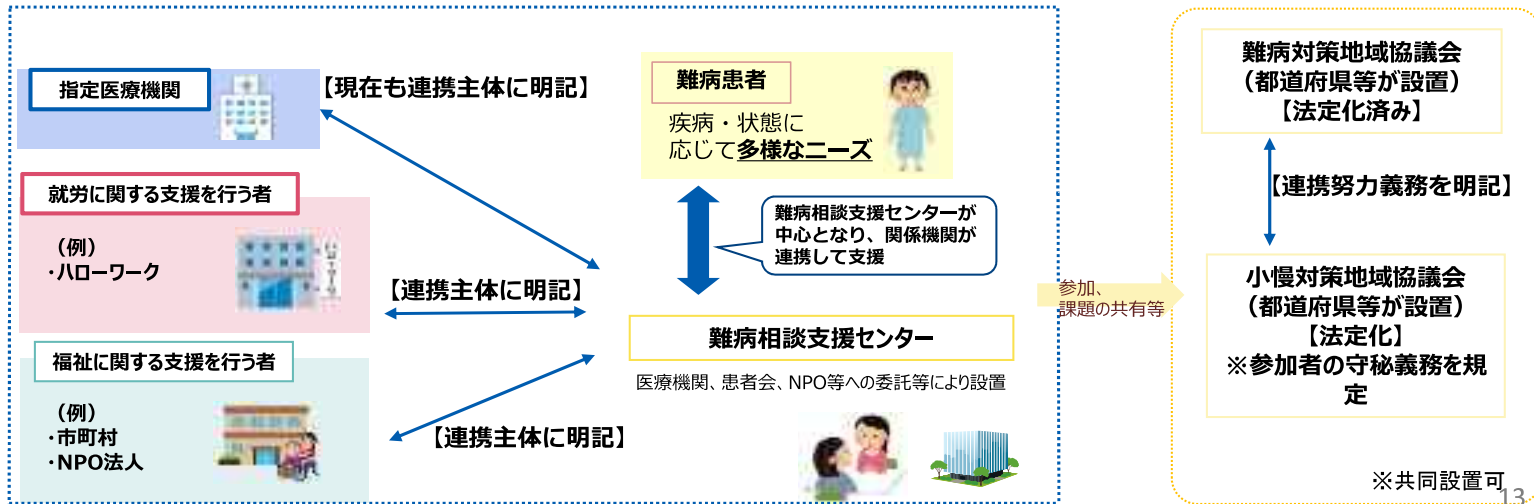 指定医療機関
【現在も連携主体に明記】
就労に関する支援を行う者
（例）
・ハローワーク
【連携主体に明記】
福祉に関する支援を行う者
（例）
・市町村
・NPO法人
【連携主体に明記】
難病患者
疾病・状態に
応じて多様なニーズ
難病相談支援センターが
中心となり、関係機関が
連携して支援
難病相談支援センター
医療機関、患者会、NPO等への委託等により設置
参加、
課題の共有等
難病対策地域協議会
（都道府県等が設置）
【法定化済み】
【連携努力義務を明記】
小慢対策地域協議会
（都道府県等が設置）
【法定化】
※参加者の守秘義務を規
定
※共同設置可
13